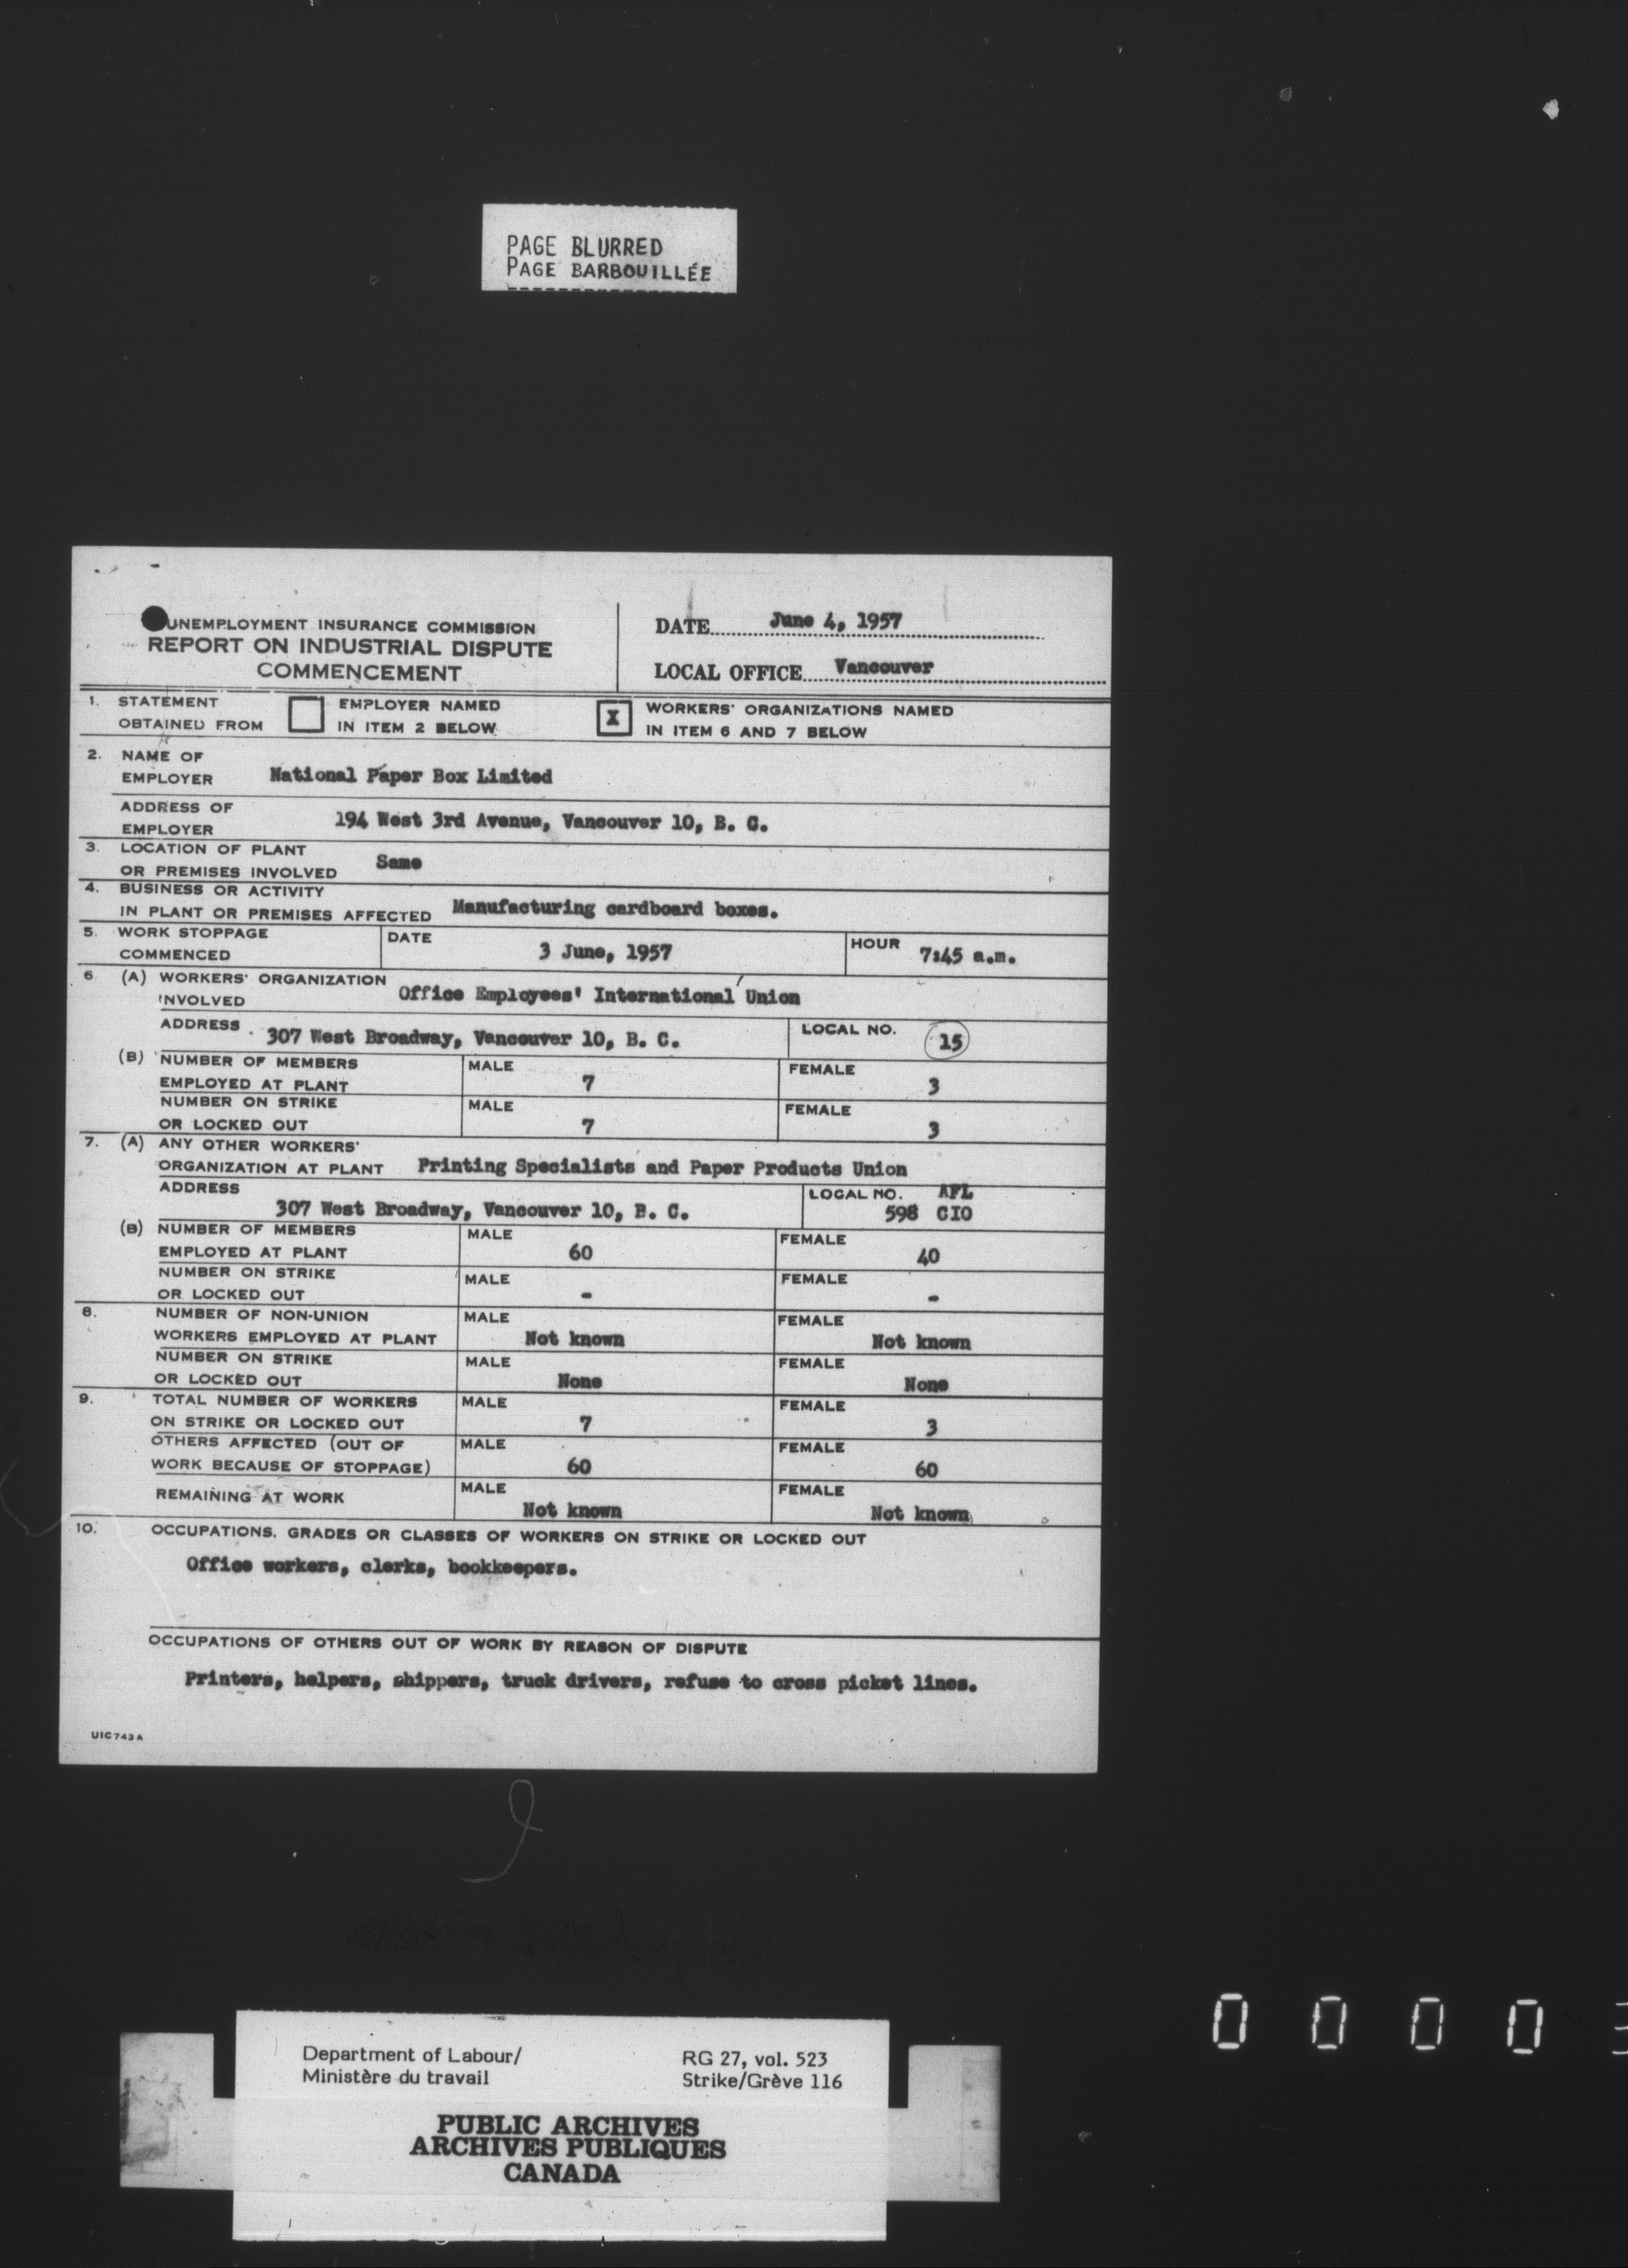 PAGE BLURRED
PAGE BARBOUILLÉE
UNEMPLOYMENT INSURANCE COMMISSION
REPORT ON INDUSTRIAL DISPUTE
COMMENCEMENT
DATE June 4, 1957
LOCAL OFFICE Vancouver
1. STATEMENT OBTAINED FROM
EMPLOYER NAMED IN ITEM 2 BELOW
X WORKERS' ORGANIZATIONS NAMED IN ITEM 6 AND 7 BELOW
2. NAME OF EMPLOYER National Paper Box Limited
ADDRESS OF EMPLOYER 194 West 3rd Avenue, Vancouver 10, B. C.
3. LOCATION OF PLANT OR PREMISES INVOLVED Same
4. BUSINESS OR ACTIVITY IN PLANT OR PREMISES AFFECTED Manufacturing cardboard boxes.
5. WORK STOPPAGE COMMENCED DATE 3 June, 1957 HOUR 7:45 a.m.
6 (A) WORKERS' ORGANIZATION INVOLVED Office Employees' International Union
ADDRESS 307 West Broadway, Vancouver 10, B. C. LOCAL NO. 15
(B) NUMBER OF MEMBERS EMPLOYED AT PLANT MALE 7 FEMALE 3
NUMBER ON STRIKE OR LOCKED OUT MALE 7 FEMALE 3
7. (A) ANY OTHER WORKERS' ORGANIZATION AT PLANT Printing Specialists and Paper Products Union
ADDRESS 307 West Broadway, Vancouver 10, B. C. LOCAL NO. 598 AFL CIO
(B) NUMBER OF MEMBERS EMPLOYED AT PLANT MALE 60 FEMALE 40
NUMBER ON STRIKE OR LOCKED OUT MALE - FEMALE -
8. NUMBER OF NON-UNION WORKERS EMPLOYED AT PLANT MALE Not known FEMALE Not known
NUMBER ON STRIKE OR LOCKED OUT MALE None FEMALE None
9. TOTAL NUMBER OF WORKERS ON STRIKE OR LOCKED OUT MALE 7 FEMALE 3
OTHERS AFFECTED (OUT OF WORK BECAUSE OF STOPPAGE) MALE 60 FEMALE 60
REMAINING AT WORK MALE Not known FEMALE Not known
10. OCCUPATIONS. GRADES OR CLASSES OF WORKERS ON STRIKE OR LOCKED OUT
Office workers, clerks, bookkeepers.
OCCUPATIONS OF OTHERS OUT OF WORK BY REASON OF DISPUTE
Printers, helpers, shippers, truck drivers, refuse to cross picket lines.
UIC 743A
Department of Labour/
Ministère du travail
RG 27, vol. 523
Strike/Grève 116
PUBLIC ARCHIVES
ARCHIVES PUBLIQUES
CANADA
0 0 0 0